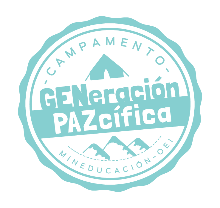 - CAMPAMENTO -
GENeración
PAZcífica
MINEDUCACIÓN-OEI